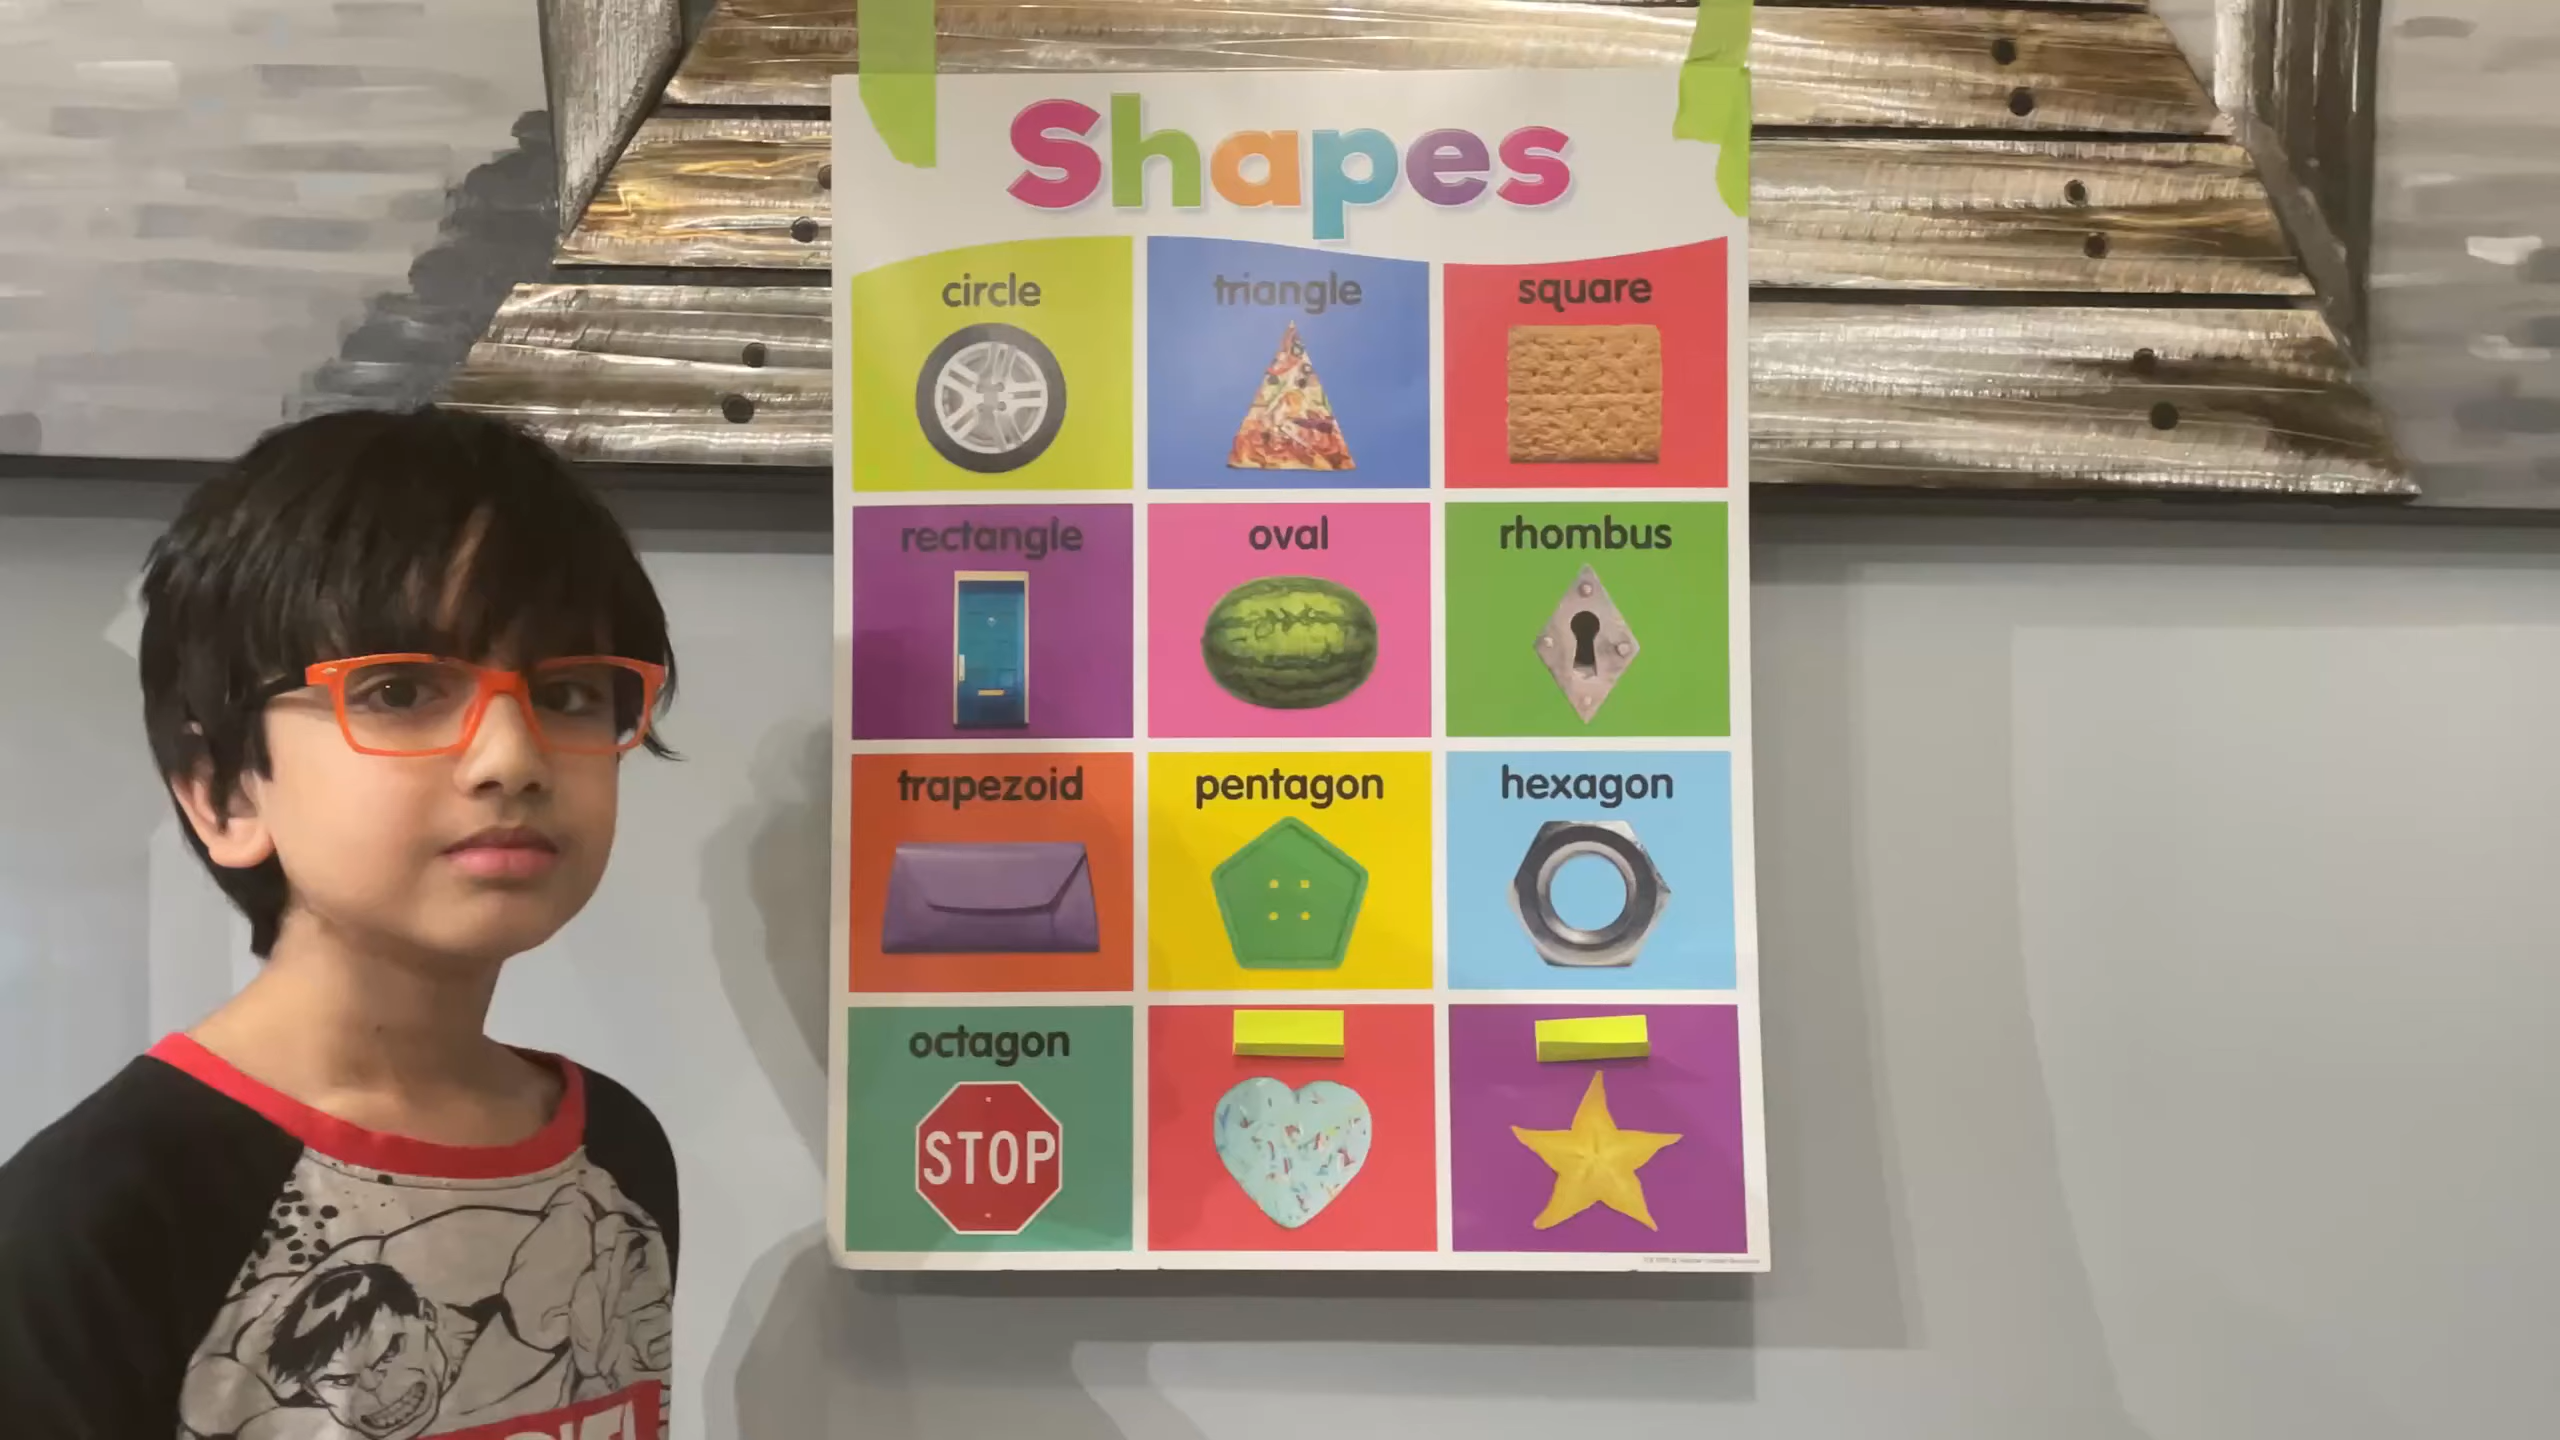 Shapes
circle triangle square
rectangle oval rhombus
trapezoid pentagon hexagon
octagon
STOP